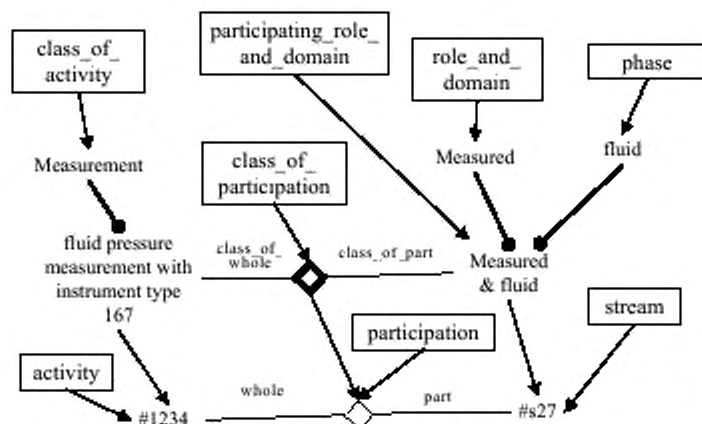 participating_role_
and_domain
class_of_
activity
role_and_
domain
phase
Measurement
class_of_
participation
Measured
fluid
fluid pressure
measurement with
instrument type
167
class_of_
whole
class_of_part
Measured
& fluid
stream
participation
activity
whole
part
#1234
#s27